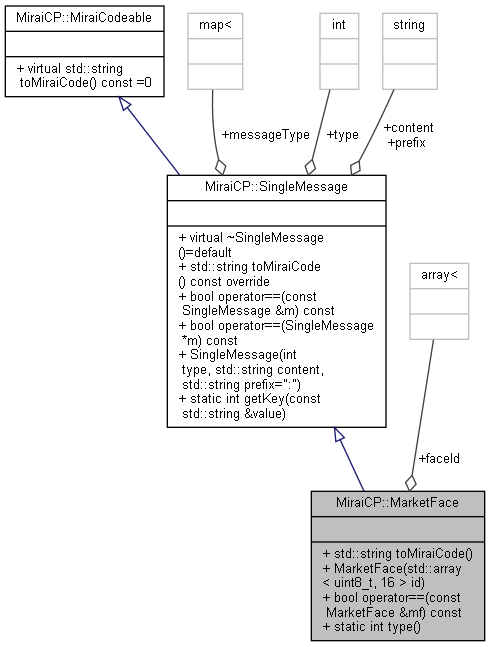 MiraiCP::MiraiCodeable
+ virtual std::string
toMiraiCode() const =0
map<
int
string
+messageType
+type
+content
+prefix
MiraiCP::SingleMessage
+ virtual ~SingleMessage
()=default
+ std::string toMiraiCode
() const override
+ bool operator==(const
SingleMessage &m) const
+ bool operator==(SingleMessage
*m) const
+ SingleMessage(int
type, std::string content,
std::string prefix=":")
+ static int getKey(const
std::string &value)
array<
+faceId
MiraiCP::MarketFace
+ std::string toMiraiCode()
+ MarketFace(std::array
< uint8_t, 16 > id)
+ bool operator==(const
MarketFace &mf) const
+ static int type()